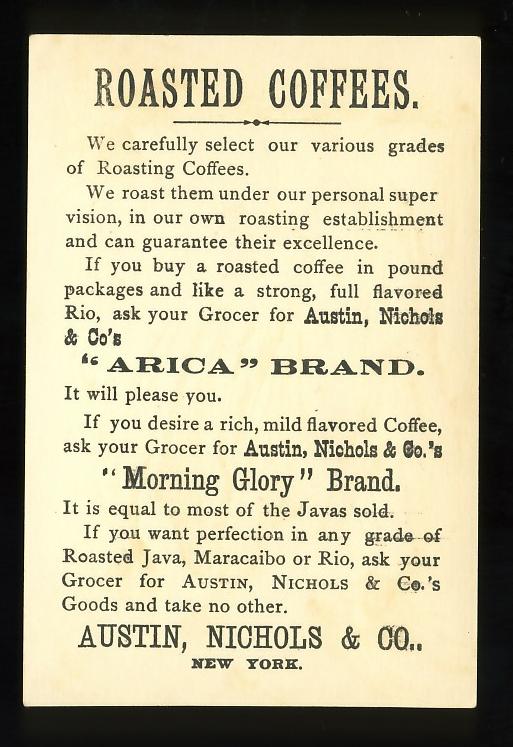 ROASTED COFFEES.
We carefully select our various grades
of Roasting Coffees.
We roast them under our personal super
vision, in our own roasting establishment
and can guarantee their excellence.
If you buy a roasted coffee in pound
packages and like a strong, full flavored
Rio, ask your Grocer for Austin, Nichols
& Co's
"ARICA" BRAND.
It will please you.
If you desire a rich, mild flavored Coffee,
ask your Grocer for Austin, Nichols & Co.'s
"Morning Glory" Brand.
It is equal to most of the Javas sold.
If you want perfection in any grade of
Roasted Java, Maracaibo or Rio, ask your
Grocer for AUSTIN, NICHOLS & Co.'s
Goods and take no other.
AUSTIN, NICHOLS & CO..
NEW YORK.